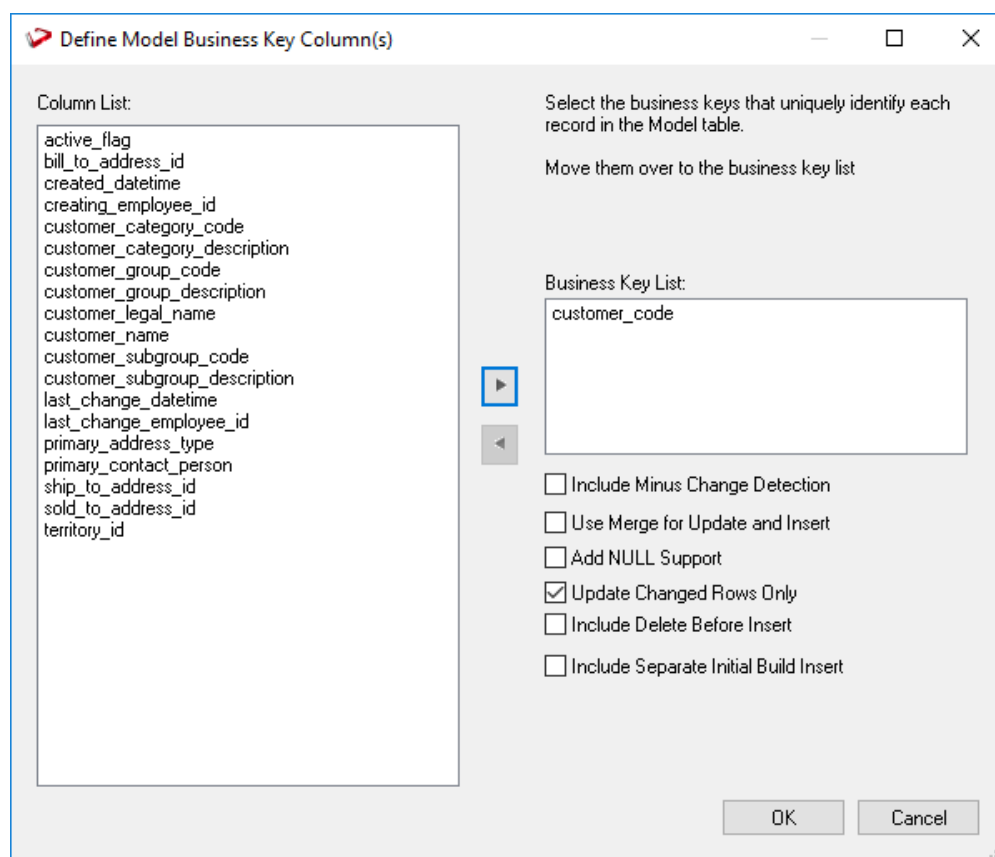 Define Model Business Key Column(s)
Column List:
active_flag
bill_to_address_id
created_datetime
creating_employee_id
customer_category_code
customer_category_description
customer_group_code
customer_group_description
customer_legal_name
customer_name
customer_subgroup_code
customer_subgroup_description
last_change_datetime
last_change_employee_id
primary_address_type
primary_contact_person
ship_to_address_id
sold_to_address_id
territory_id
Select the business keys that uniquely identify each
record in the Model table.
Move them over to the business key list
Business Key List:
customer_code
Include Minus Change Detection
Use Merge for Update and Insert
Add NULL Support
Update Changed Rows Only
Include Delete Before Insert
Include Separate Initial Build Insert
OK
Cancel